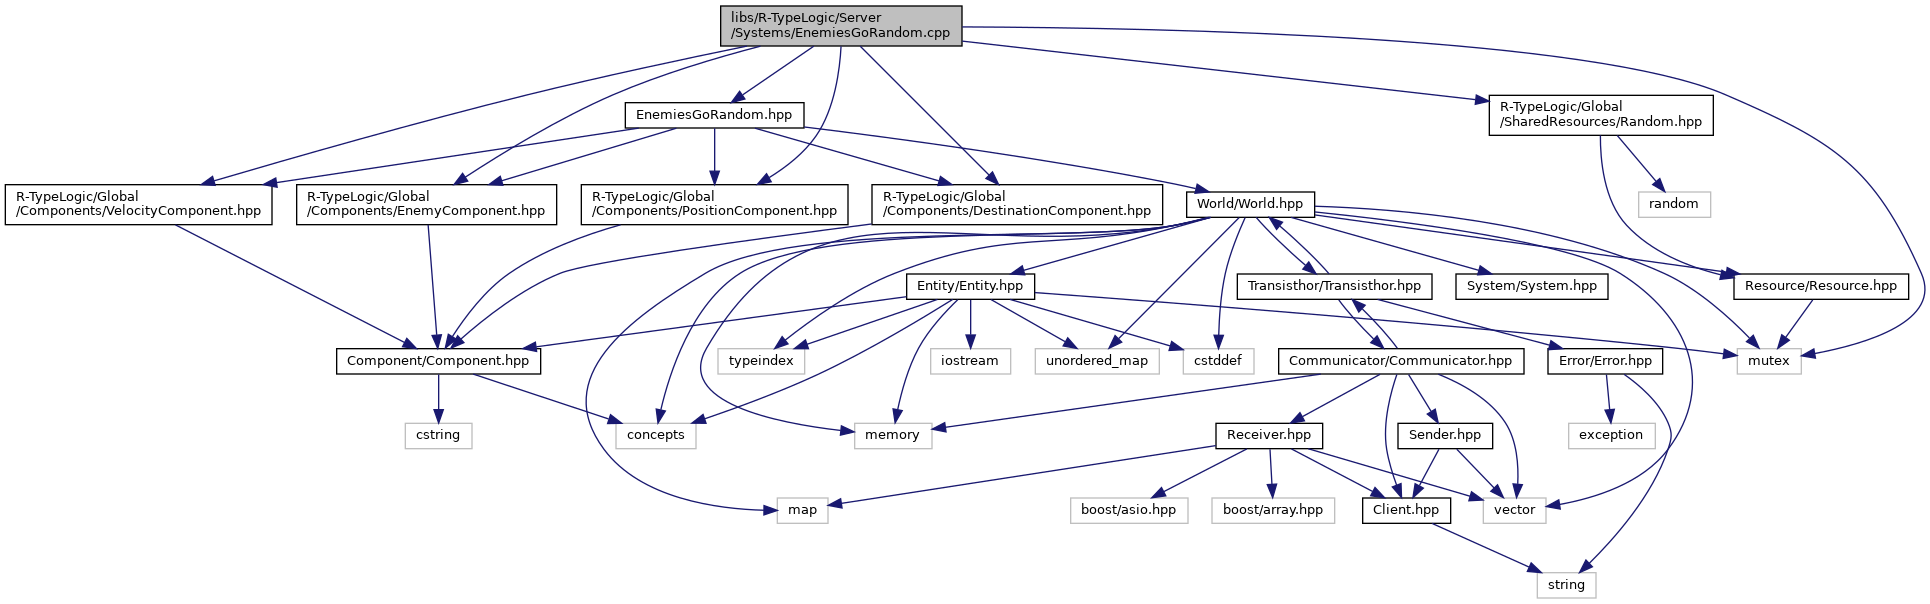 libs/R-TypeLogic/Server
/Systems/EnemiesGoRandom.cpp
EnemiesGoRandom.hpp
R-TypeLogic/Global
/SharedResources/Random.hpp
R-TypeLogic/Global
/Components/VelocityComponent.hpp
R-TypeLogic/Global
/Components/EnemyComponent.hpp
R-TypeLogic/Global
/Components/PositionComponent.hpp
R-TypeLogic/Global
/Components/DestinationComponent.hpp
World/World.hpp
random
Entity/Entity.hpp
Transisthor/Transisthor.hpp
System/System.hpp
Resource/Resource.hpp
Component/Component.hpp
typeindex
iostream
unordered_map
cstddef
Communicator/Communicator.hpp
Error/Error.hpp
mutex
cstring
concepts
memory
Receiver.hpp
Sender.hpp
exception
map
boost/asio.hpp
boost/array.hpp
Client.hpp
vector
string